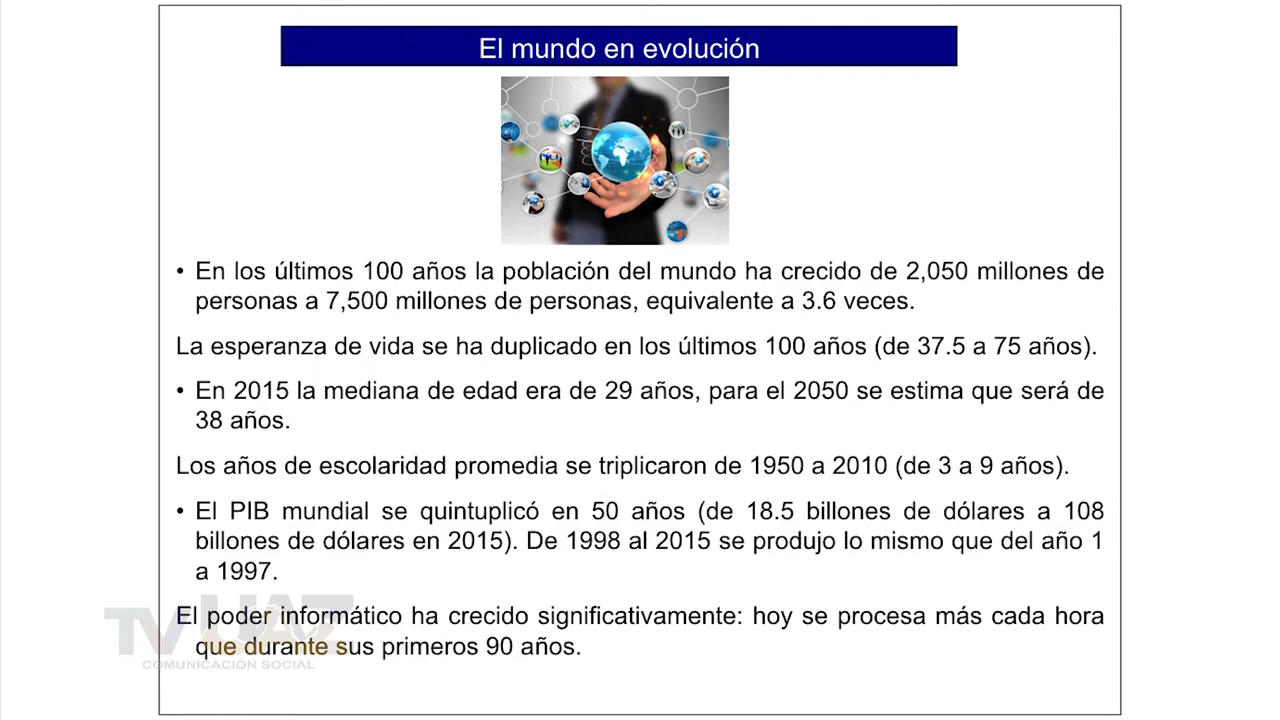 El mundo en evolución
• En los últimos 100 años la población del mundo ha crecido de 2,050 millones de
personas a 7,500 millones de personas, equivalente a 3.6 veces.
La esperanza de vida se ha duplicado en los últimos 100 años (de 37.5 a 75 años).
• En 2015 la mediana de edad era de 29 años, para el 2050 se estima que será de
38 años.
Los años de escolaridad promedia se triplicaron de 1950 a 2010 (de 3 a 9 años).
• El PIB mundial se quintuplicó en 50 años (de 18.5 billones de dólares a 108
billones de dólares en 2015). De 1998 al 2015 se produjo lo mismo que del año 1
a 1997.
El poder informático ha crecido significativamente: hoy se procesa más cada hora
que durante sus primeros 90 años.
TV UAZ
COMUNICACIÓN SOCIAL